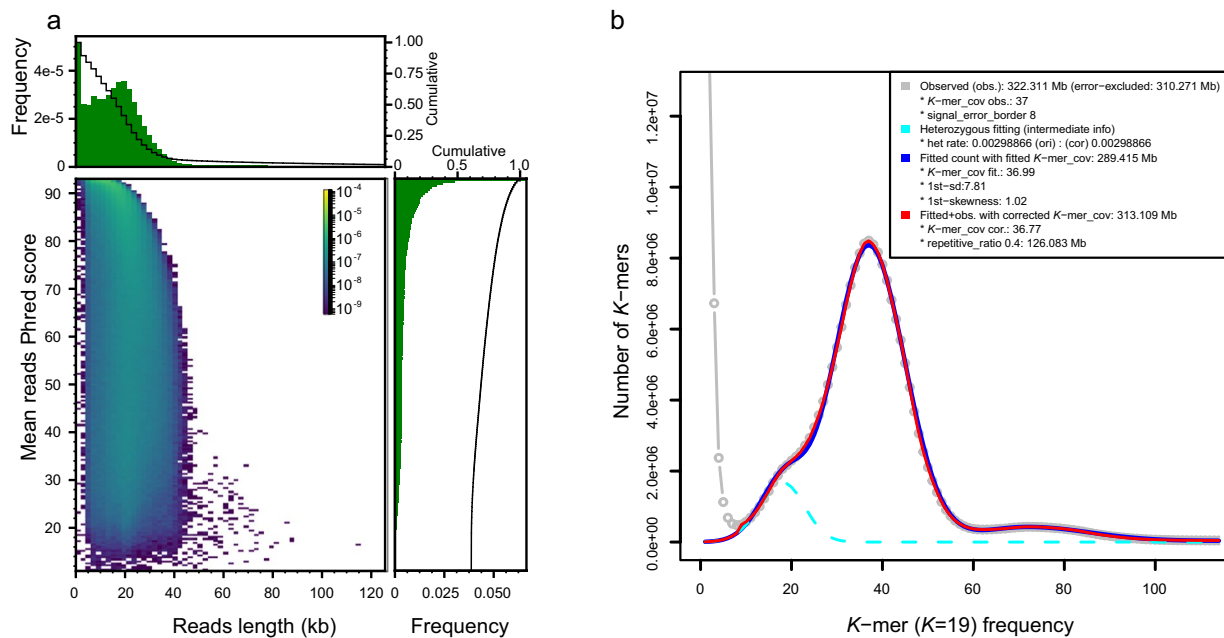 a
Frequency
4e-5
2e-5
0
1.00
0.75
0.50
0.25
0
Cumulative
Cumulative
0 0.6 1.0
Mean reads Phred score
90
80
70
60
50
40
30
20
10-4
10-5
10-6
10-7
10-8
10-9
0 20 40 60 80 100 120
Reads length (kb)
0 0.025 0.050
Frequency
b
Number of K−mers
1.2e+07
1.0e+07
8.0e+06
6.0e+06
4.0e+06
2.0e+06
0.0e+00
Observed (obs.): 322.311 Mb (error-excluded: 310.271 Mb)
* K-mer_cov obs.: 37
* signal_error_border 8
Heterozygous fitting (intermediate info)
* het rate: 0.00298866 (ori) : (cor) 0.00298866
Fitted count with fitted K-mer_cov: 289.415 Mb
* K-mer_cov fit.: 36.99
* 1st-sd:7.81
* 1st-skewness: 1.02
Fitted+obs. with corrected K-mer_cov: 313.109 Mb
* K-mer_cov cor.: 36.77
* repetitive_ratio 0.4: 126.083 Mb
0 20 40 60 80 100
K−mer (K=19) frequency